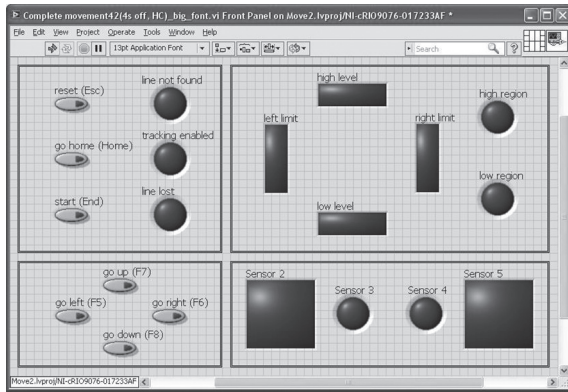 Complete movement42(4s off, HC)_big_font.vi Front Panel on Move2.lvproj/NI-cRIO9076-017233AF *
File Edit View Project Operate Tools Window Help
13pt Application Font
Search
reset (Esc)
line not found
go home (Home)
tracking enabled
start (End)
line lost
high level
left limit
right limit
high region
low level
low region
go up (F7)
go left (F5)
go right (F6)
go down (F8)
Sensor 2
Sensor 3
Sensor 4
Sensor 5
Move2.lvproj/NI-cRIO9076-017233AF